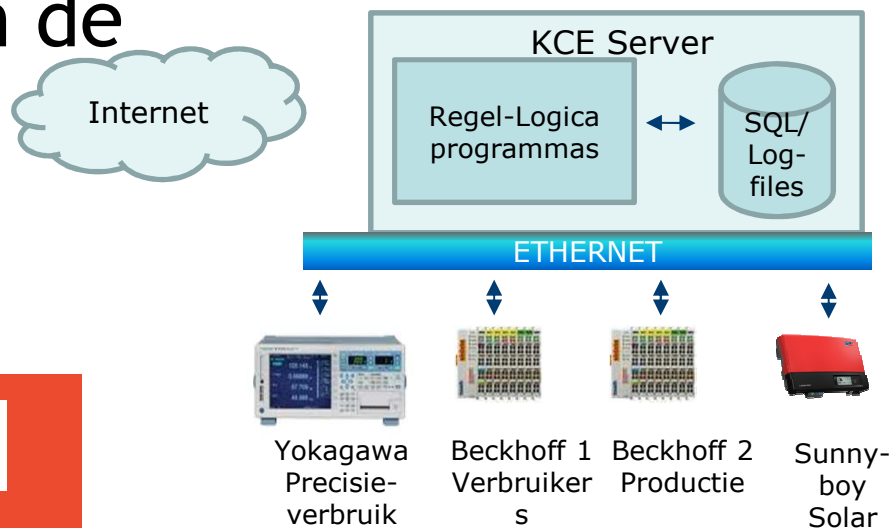 n de
KCE Server
Internet
Regel-Logica
programmas
SQL/
Log-
files
ETHERNET
Yokagawa
Precisie-
verbruik
Beckhoff 1
Verbruiker
s
Beckhoff 2
Productie
Sunny-
boy
Solar